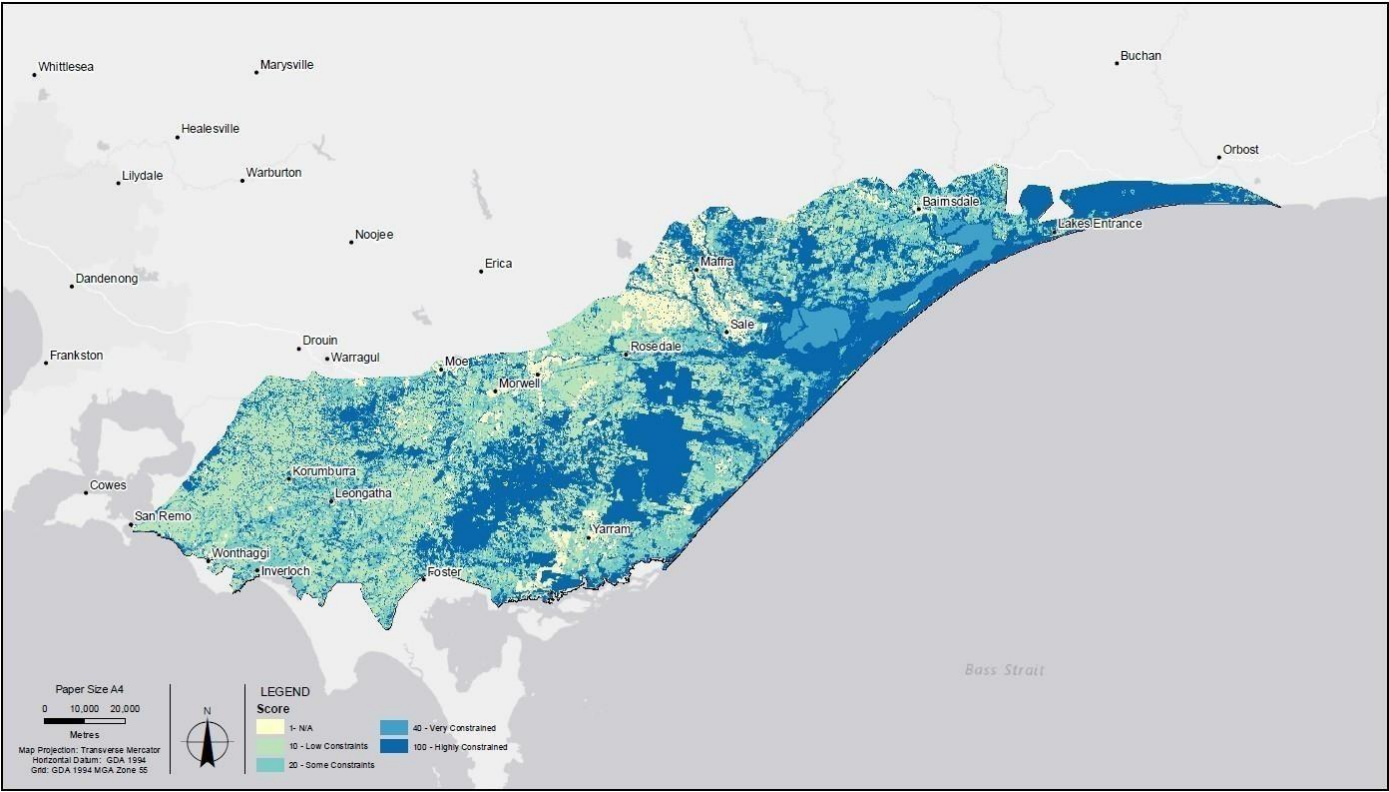 Buchan
Whittlesea
Marysville
Healesville
Orbost
Lilydale
Warburton
Bairnsdale
Lakes Entrance
Noojee
Maffra
Erica
Dandenong
Sale
Drouin
Rosedale
Frankston
Warragul
Moe
Morwell
Korumburra
Cowes
Leongatha
San Remo
Yarram
Wonthaggi
Inverloch
Foster
Bass Strait
Paper Size A4
0 10,000 20,000
Metres
Map Projection: Transverse Mercator
Horizontal Datum: GDA 1994
Grid: GDA 1994 MGA Zone 55
N
LEGEND
Score
1- N/A
10 - Low Constraints
20 - Some Constraints
40 - Very Constrained
100 - Highly Constrained